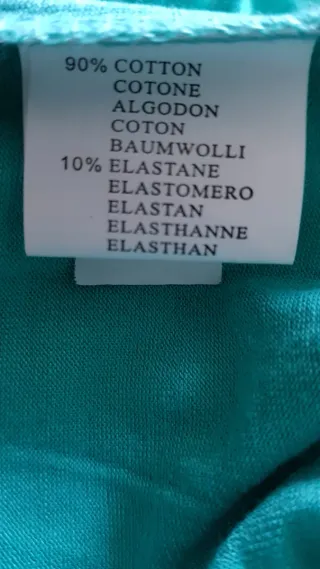 90% COTTON
COTONE
ALGODON
COTON
BAUMWOLLI
10% ELASTANE
ELASTOMERO
ELASTAN
ELASTHANNE
ELASTHAN